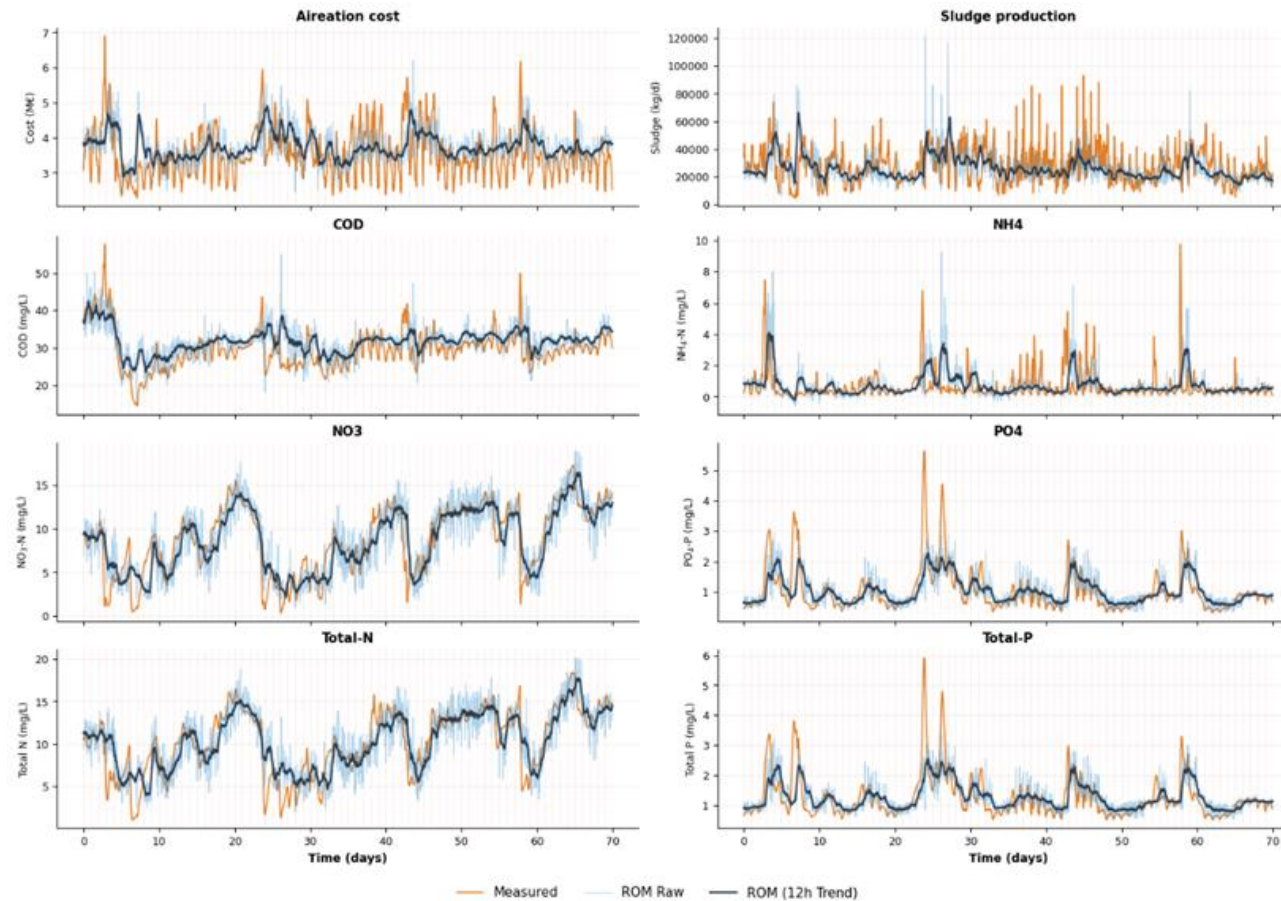 Aireation cost
Sludge production
Cost (M€)
7
6
5
4
3
Sludge (kg/d)
120000
100000
80000
60000
40000
20000
0
COD
NH4
COD (mg/L)
50
40
30
20
NH₄-N (mg/L)
10
8
6
4
2
0
NO3
PO4
NO₃-N (mg/L)
15
10
5
0
PO₄-P (mg/L)
5
4
3
2
1
Total-N
Total-P
Total N (mg/L)
20
15
10
5
Total P (mg/L)
6
5
4
3
2
1
0 10 20 30 40 50 60 70
0 10 20 30 40 50 60 70
Time (days)
Time (days)
Measured ROM Raw ROM (12h Trend)